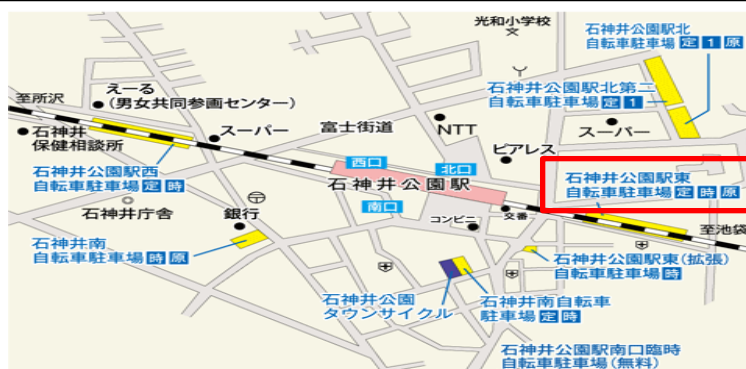 光和小学校
石神井公園駅北
自転車駐車場 定 1 原
石神井公園駅北第二
自転車駐車場 定 1
えーる
(男女共同参画センター)
至所沢
石神井
保健相談所
スーパー
富士街道
NTT
ピアレス
スーパー
石神井公園駅西
自転車駐車場 定 時
西口
北口
石神井公園駅
南口
石神井公園駅東
自転車駐車場 定 時 原
石神井庁舎
銀行
コンビニ
交番
至池袋
石神井南
自転車駐車場 時 原
石神井公園駅東(拡張)
自転車駐車場 時
石神井公園
タウンサイクル
石神井南自転車
駐車場 定 時
石神井公園駅南口臨時
自転車駐車場(無料)